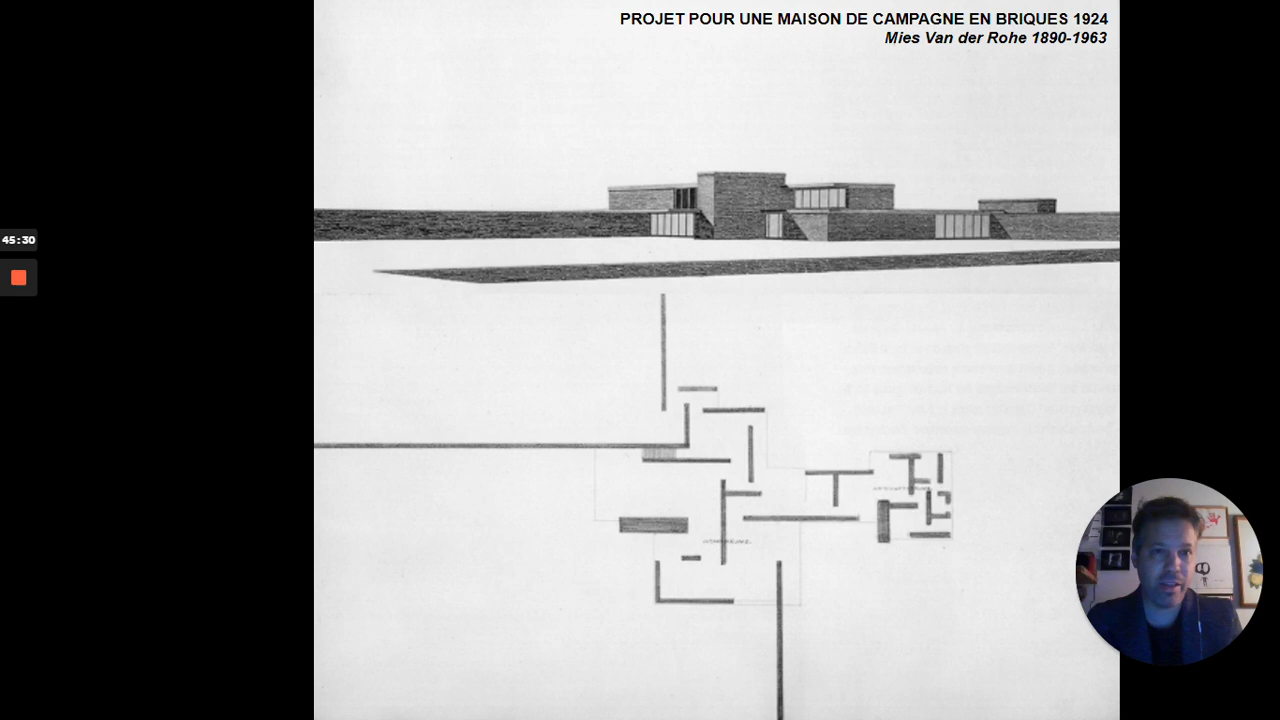 PROJET POUR UNE MAISON DE CAMPAGNE EN BRIQUES 1924
Mies Van der Rohe 1890-1963
45:30